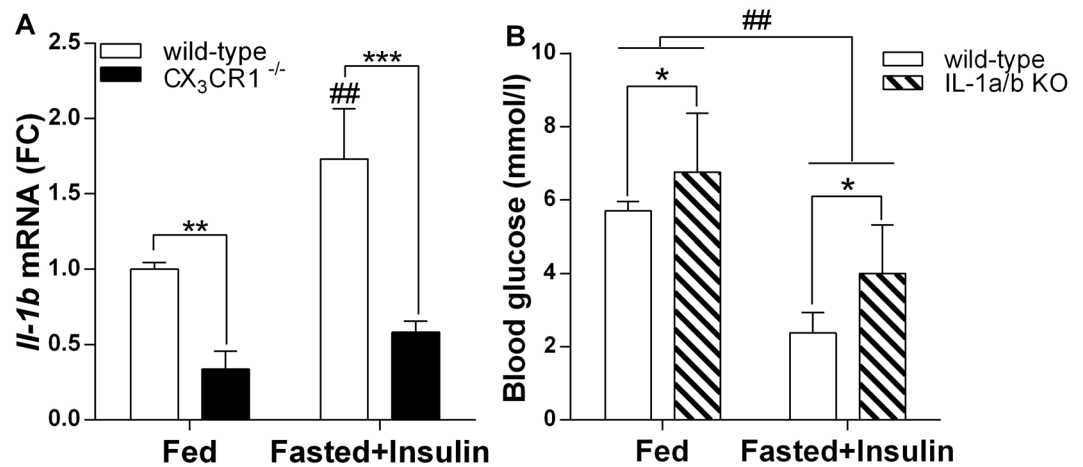 A
Il-1b mRNA (FC)
2.5
2.0
1.5
1.0
0.5
0.0
wild-type
CX₃CR1 -/-
**
##
***
Fed
Fasted+Insulin
B
Blood glucose (mmol/l)
10
8
6
4
2
0
##
wild-type
IL-1a/b KO
*
*
Fed
Fasted+Insulin